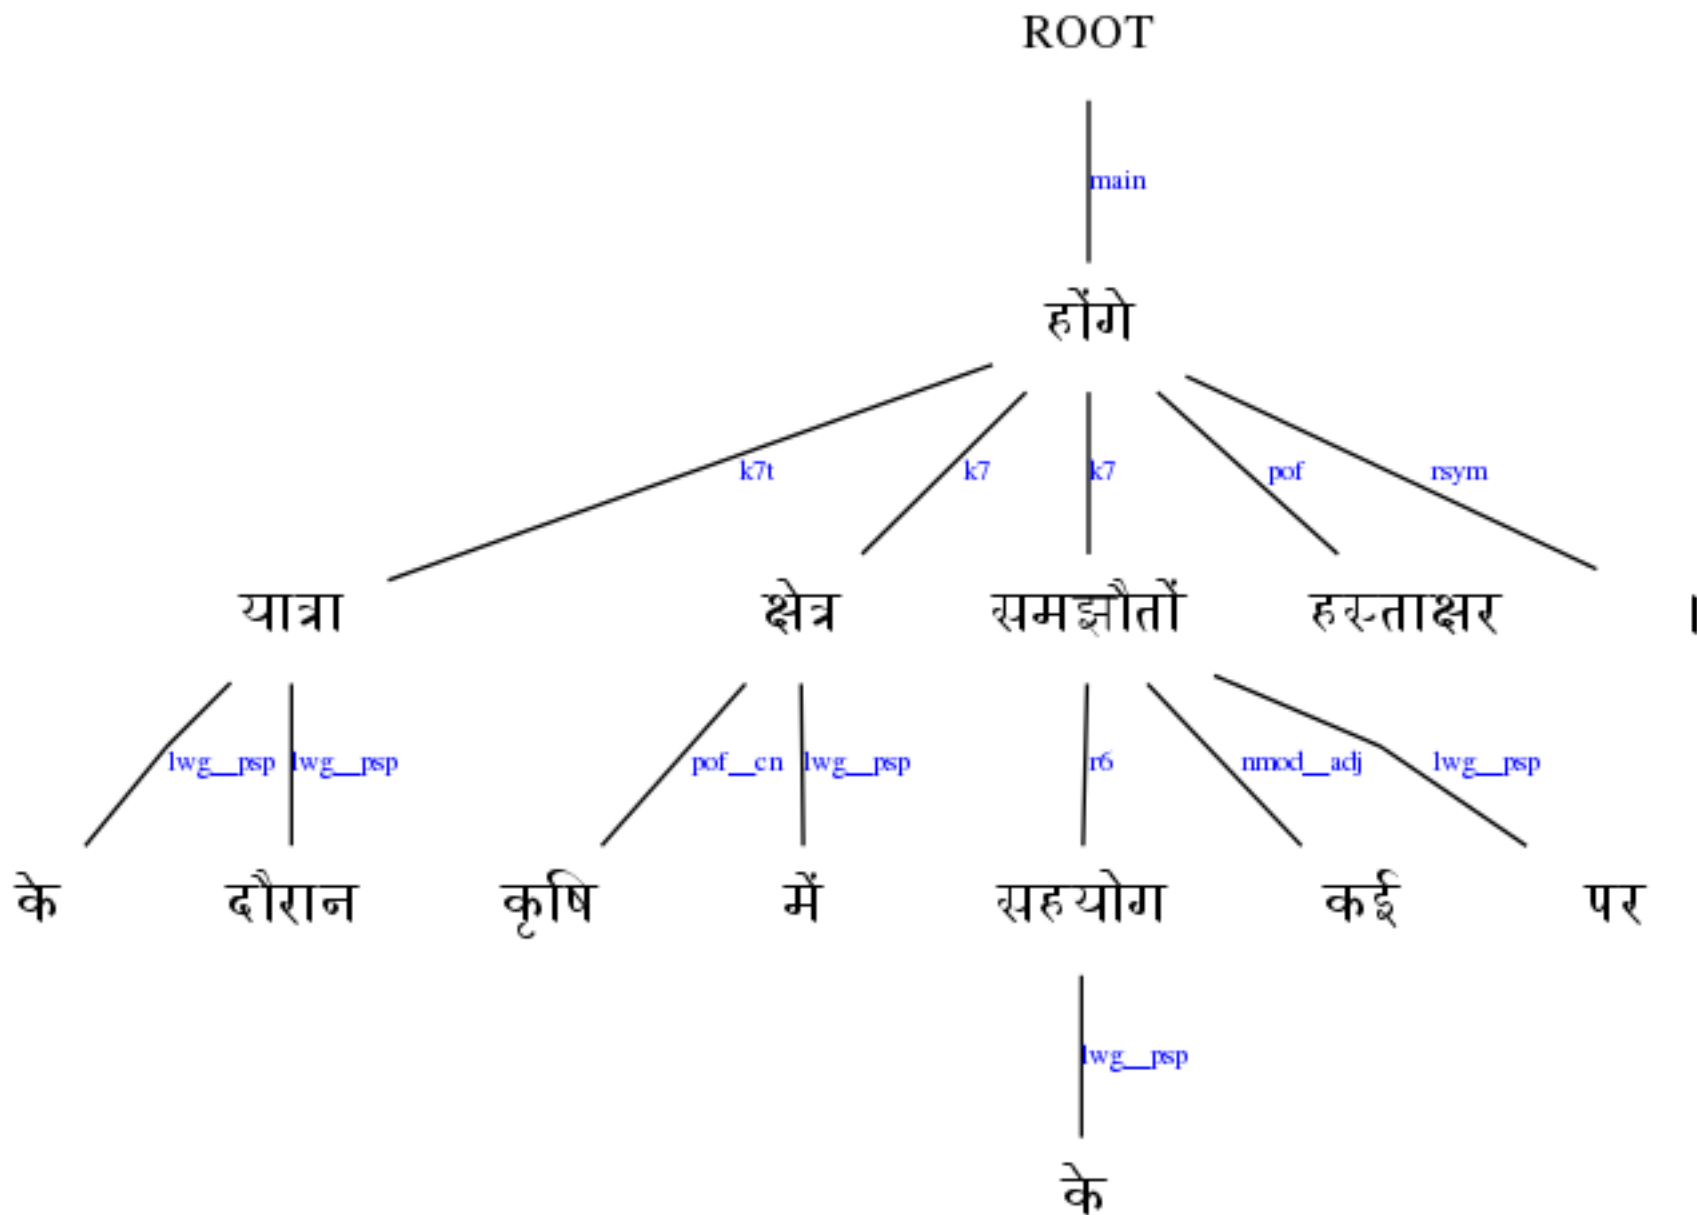 ROOT
main
होंगे
k7t k7 k7 pof rsym
यात्रा क्षेत्र समझौतों हस्ताक्षर ।
lwg__psp lwg__psp pof__cn lwg__psp r6 nmod__adj lwg__psp
के दौरान कृषि में सहयोग कई पर
lwg__psp
के